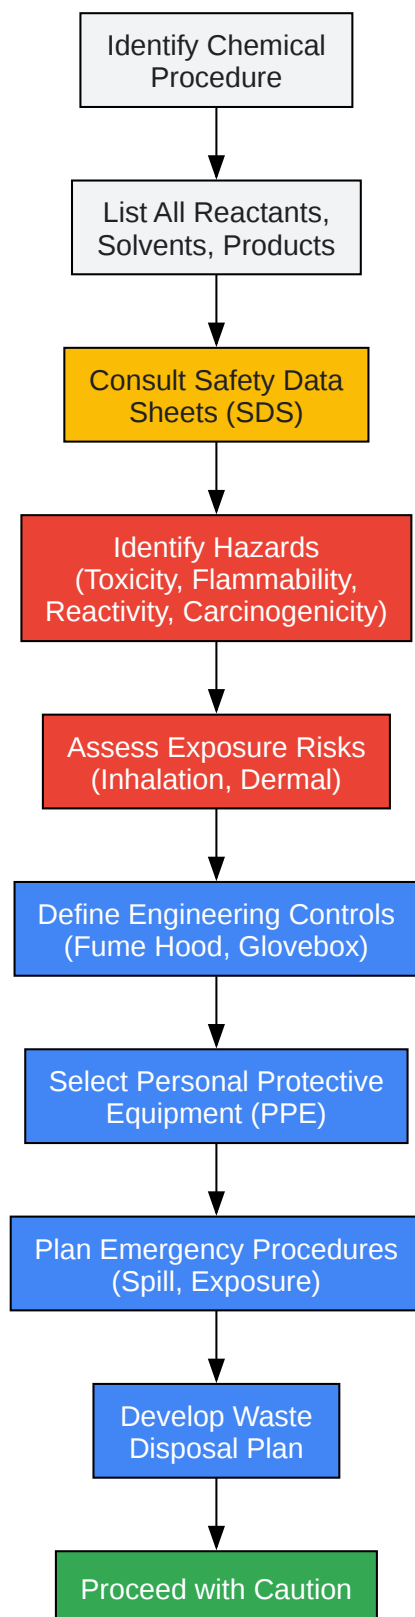 Identify Chemical
Procedure
List All Reactants,
Solvents, Products
Consult Safety Data
Sheets (SDS)
Identify Hazards
(Toxicity, Flammability,
Reactivity, Carcinogenicity)
Assess Exposure Risks
(Inhalation, Dermal)
Define Engineering Controls
(Fume Hood, Glovebox)
Select Personal Protective
Equipment (PPE)
Plan Emergency Procedures
(Spill, Exposure)
Develop Waste
Disposal Plan
Proceed with Caution